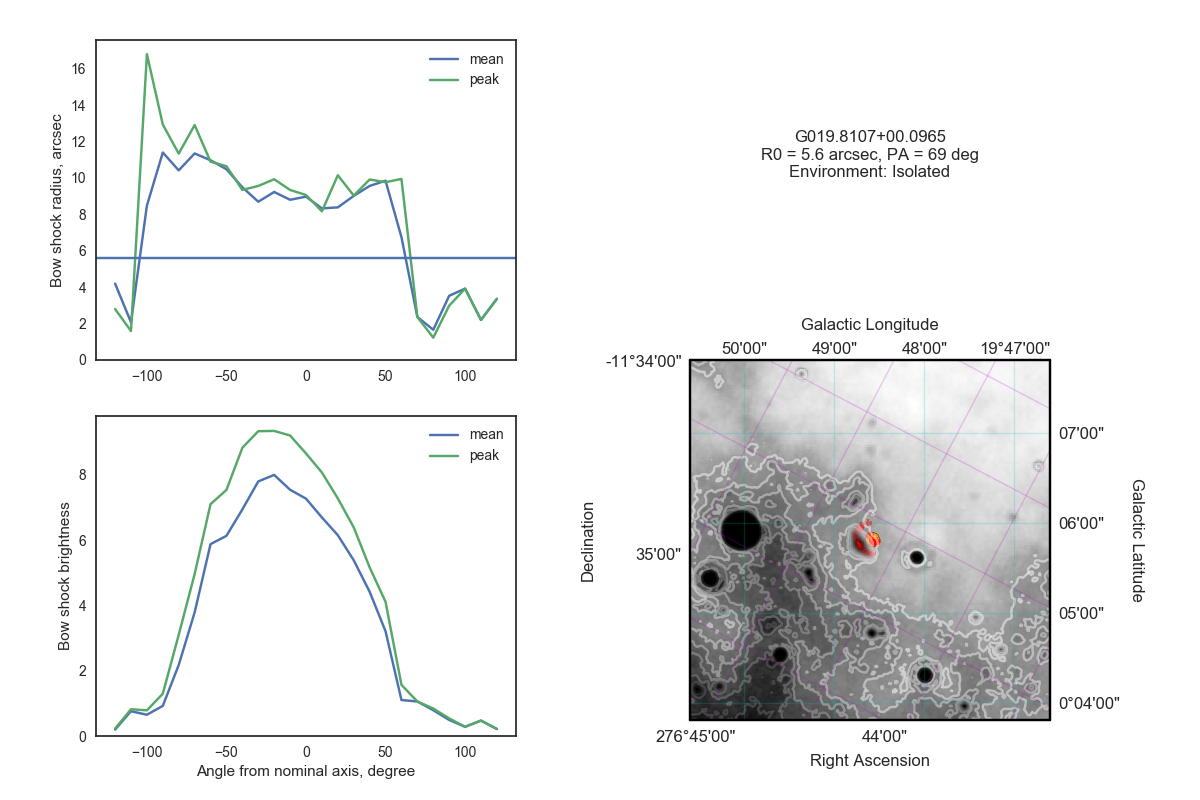 mean
peak
16
14
12
10
8
6
4
2
0
Bow shock radius, arcsec
−100
−50
0
50
100
mean
peak
8
6
4
2
0
Bow shock brightness
−100
−50
0
50
100
Angle from nominal axis, degree
G019.8107+00.0965
R0 = 5.6 arcsec, PA = 69 deg
Environment: Isolated
Galactic Longitude
50'00" 49'00" 48'00" 19°47'00"
-11°34'00"
35'00"
Declination
07'00"
06'00"
05'00"
0°04'00"
Galactic Latitude
276°45'00" 44'00"
Right Ascension